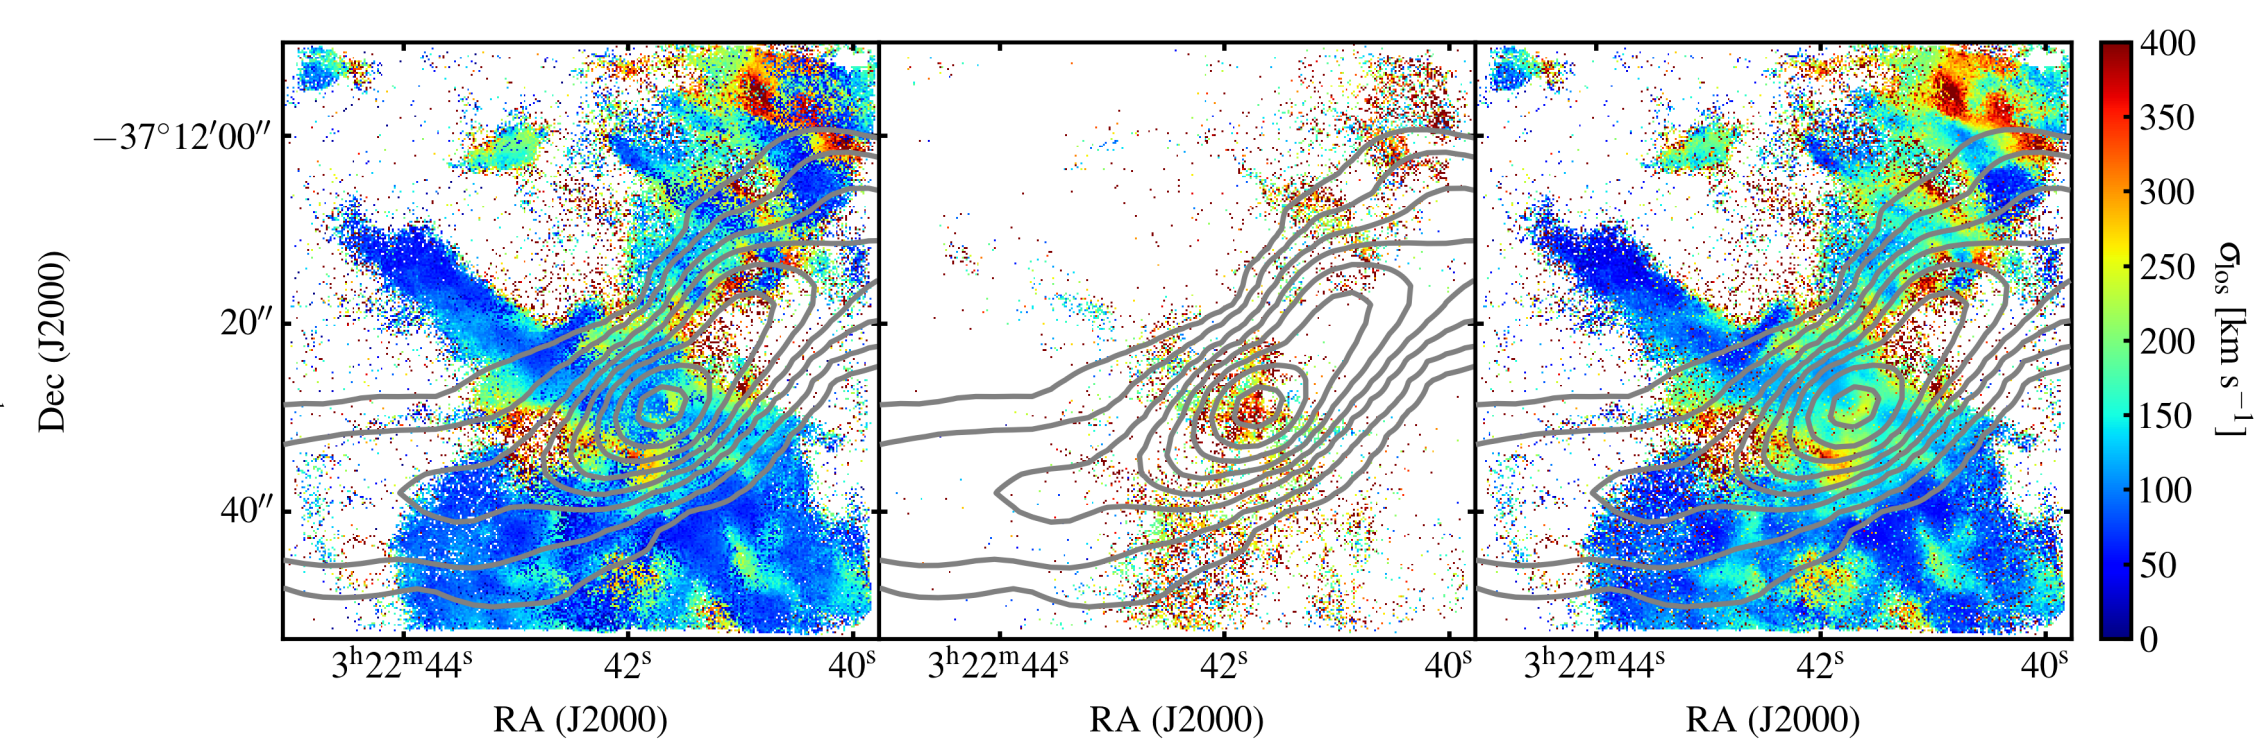 Dec (J2000)
−37°12′00″
20″
40″
3ʰ22ᵐ44ˢ 42ˢ 40ˢ
3ʰ22ᵐ44ˢ 42ˢ 40ˢ
3ʰ22ᵐ44ˢ 42ˢ 40ˢ
RA (J2000)
RA (J2000)
RA (J2000)
400
350
300
250
200
150
100
50
0
σlos [km s⁻¹]